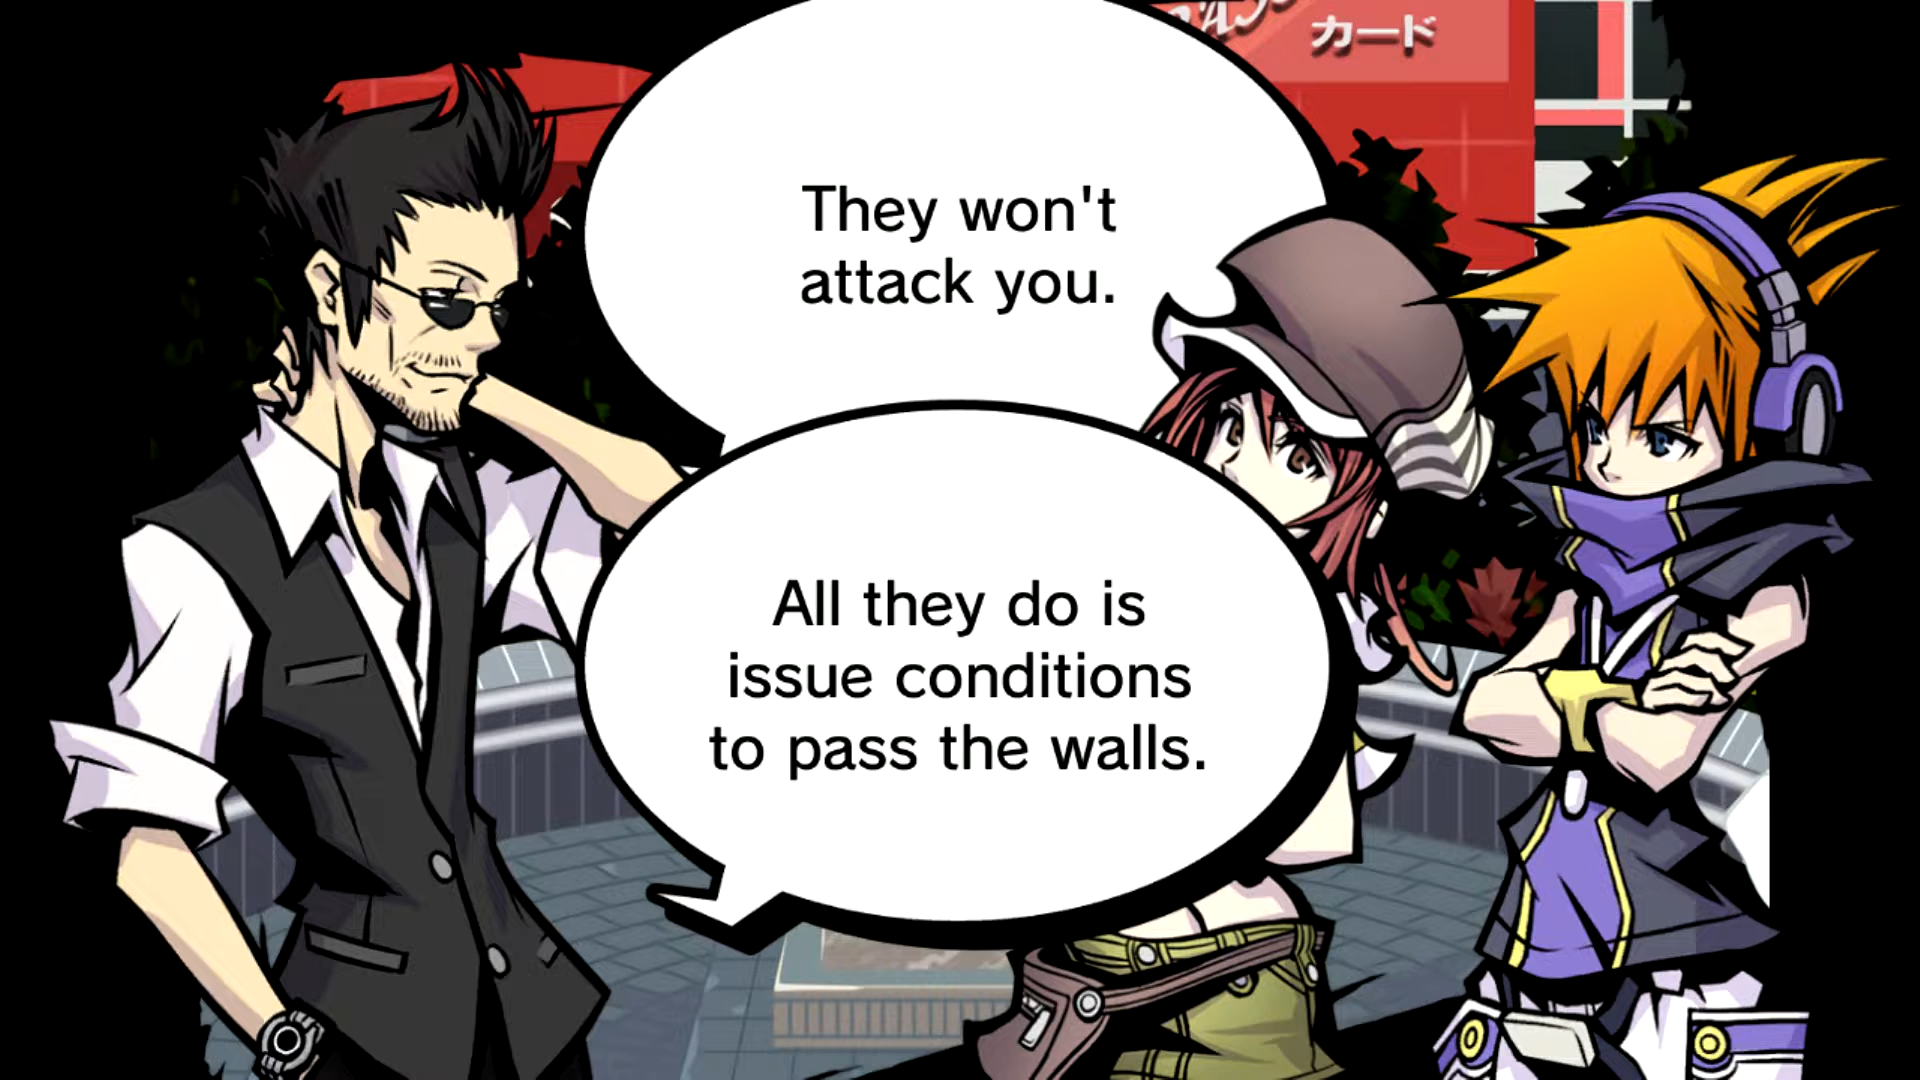 カード
They won't
attack you.
All they do is
issue conditions
to pass the walls.